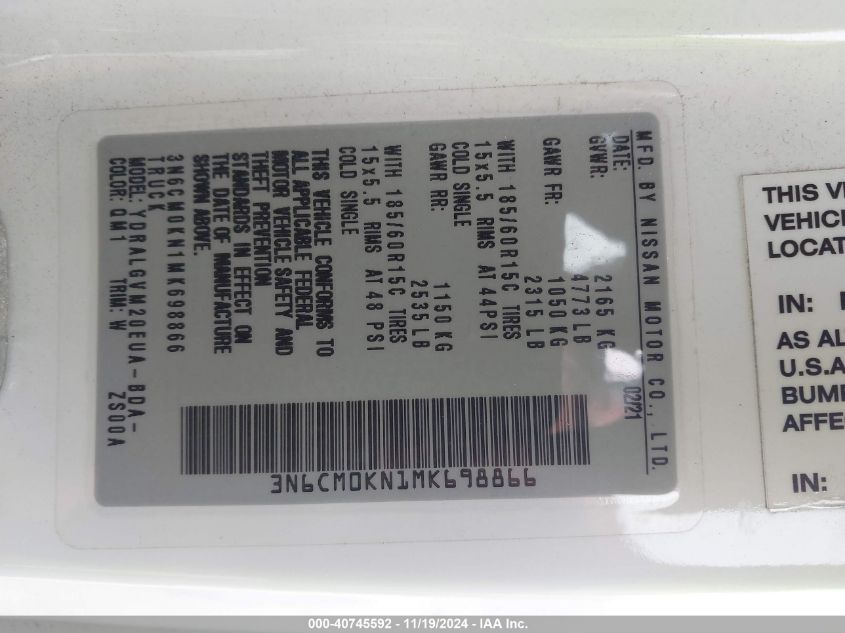 MFD. BY NISSAN MOTOR CO., LTD.
DATE: 02/21
GVWR: 2165 KG
4773 LB
GAWR FR: 1050 KG
2315 LB
WITH 185/60R15C TIRES
15x5.5 RIMS AT 44PSI
COLD SINGLE
GAWR RR: 1150 KG
2535 LB
WITH 185/60R15C TIRES
15x5.5 RIMS AT 48 PSI
COLD SINGLE
THIS VEHICLE CONFORMS TO
ALL APPLICABLE FEDERAL
MOTOR VEHICLE SAFETY AND
THEFT PREVENTION
STANDARDS IN EFFECT ON
THE DATE OF MANUFACTURE
SHOWN ABOVE.
3N6CM0KN1MK698866
TRUCK
MODEL: YDRALGVM20EUA-BDA-
ZS00A
COLOR: QM1 TRIM: W
3N6CM0KN1MK698866
THIS
VEHIC
LOCAT
IN:
AS AL
U.S.A
BUMP
AFFE
IN:
000-40745592 - 11/19/2024 - IAA Inc.